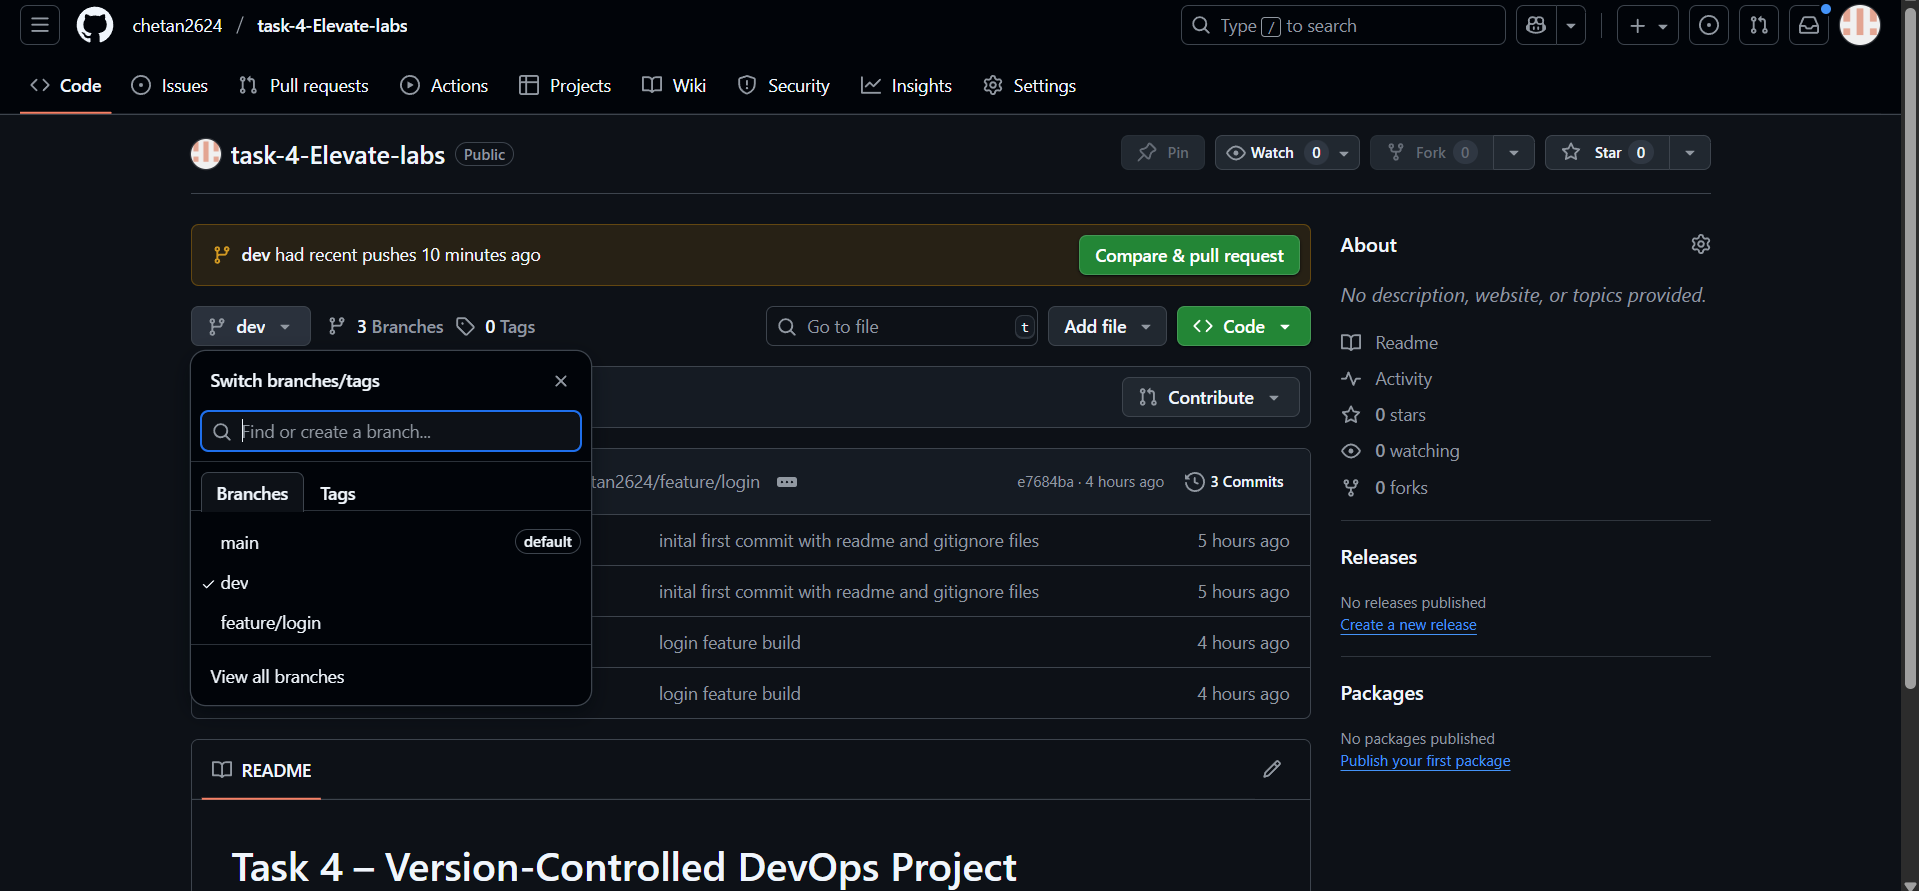 chetan2624 / task-4-Elevate-labs
Type / to search
Code Issues Pull requests Actions Projects Wiki Security Insights Settings
task-4-Elevate-labs Public
Pin Watch 0 Fork 0 Star 0
dev had recent pushes 10 minutes ago
Compare & pull request
dev 3 Branches 0 Tags
Go to file t
Add file
Code
Switch branches/tags
Find or create a branch...
Branches Tags
main default
dev
feature/login
View all branches
Contribute
tan2624/feature/login e7684ba · 4 hours ago 3 Commits
inital first commit with readme and gitignore files 5 hours ago
inital first commit with readme and gitignore files 5 hours ago
login feature build 4 hours ago
login feature build 4 hours ago
README
Task 4 – Version-Controlled DevOps Project
About
No description, website, or topics provided.
Readme
Activity
0 stars
0 watching
0 forks
Releases
No releases published
Create a new release
Packages
No packages published
Publish your first package